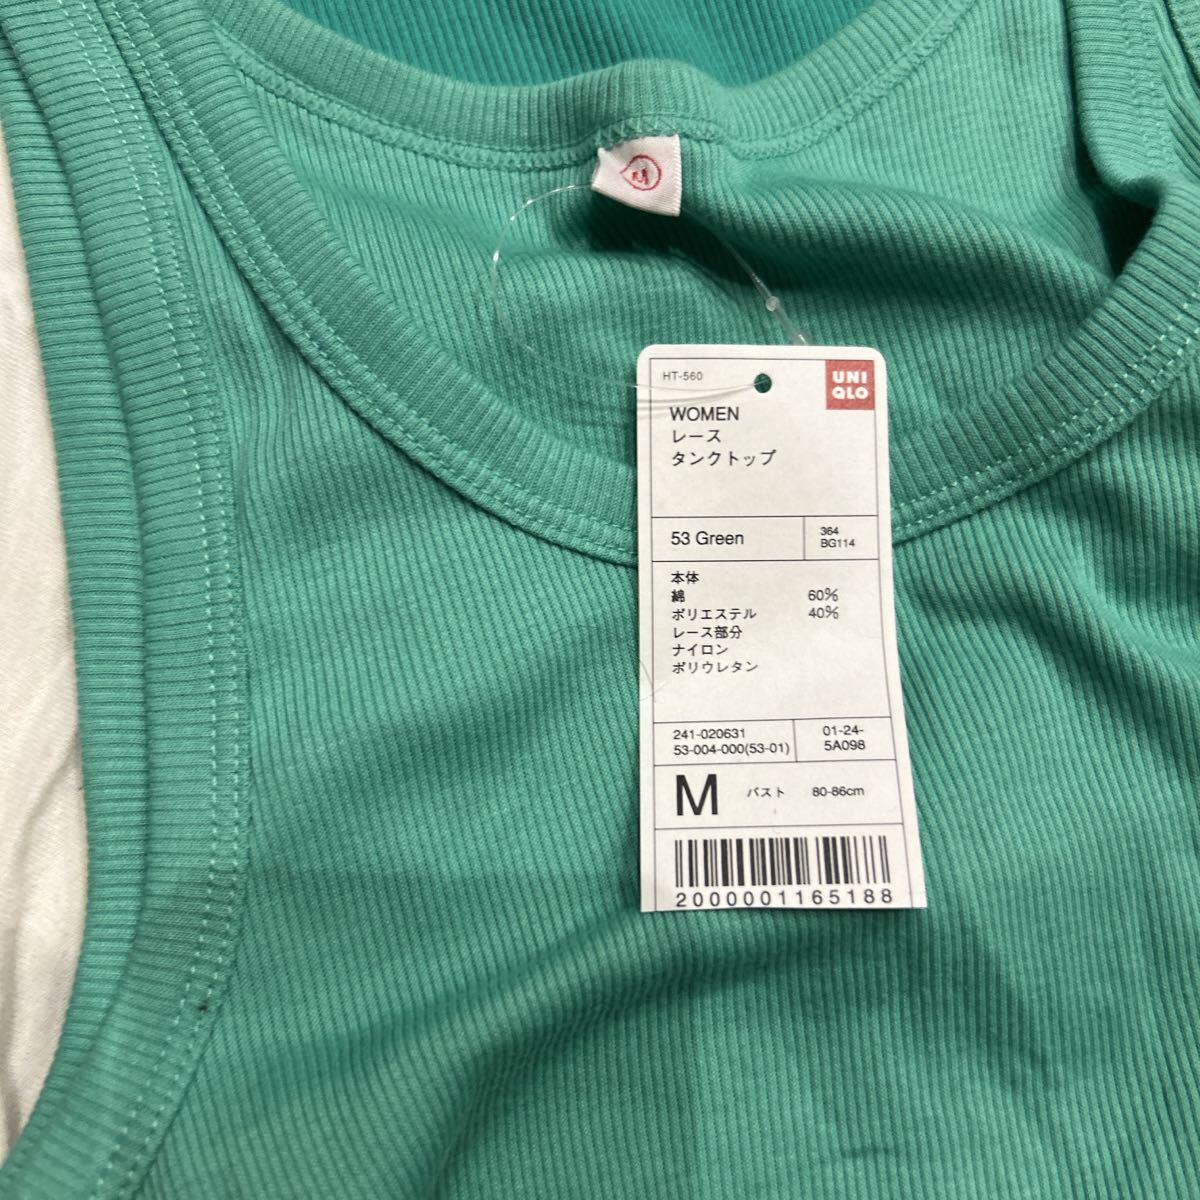 M
HT-560
UNI
QLO
WOMEN
レース
タンクトップ
53 Green
364
BG114
本体
綿 60%
ポリエステル 40%
レース部分
ナイロン
ポリウレタン
241-020631
53-004-000(53-01)
01-24-
5A098
M バスト 80-86cm
2000001165188